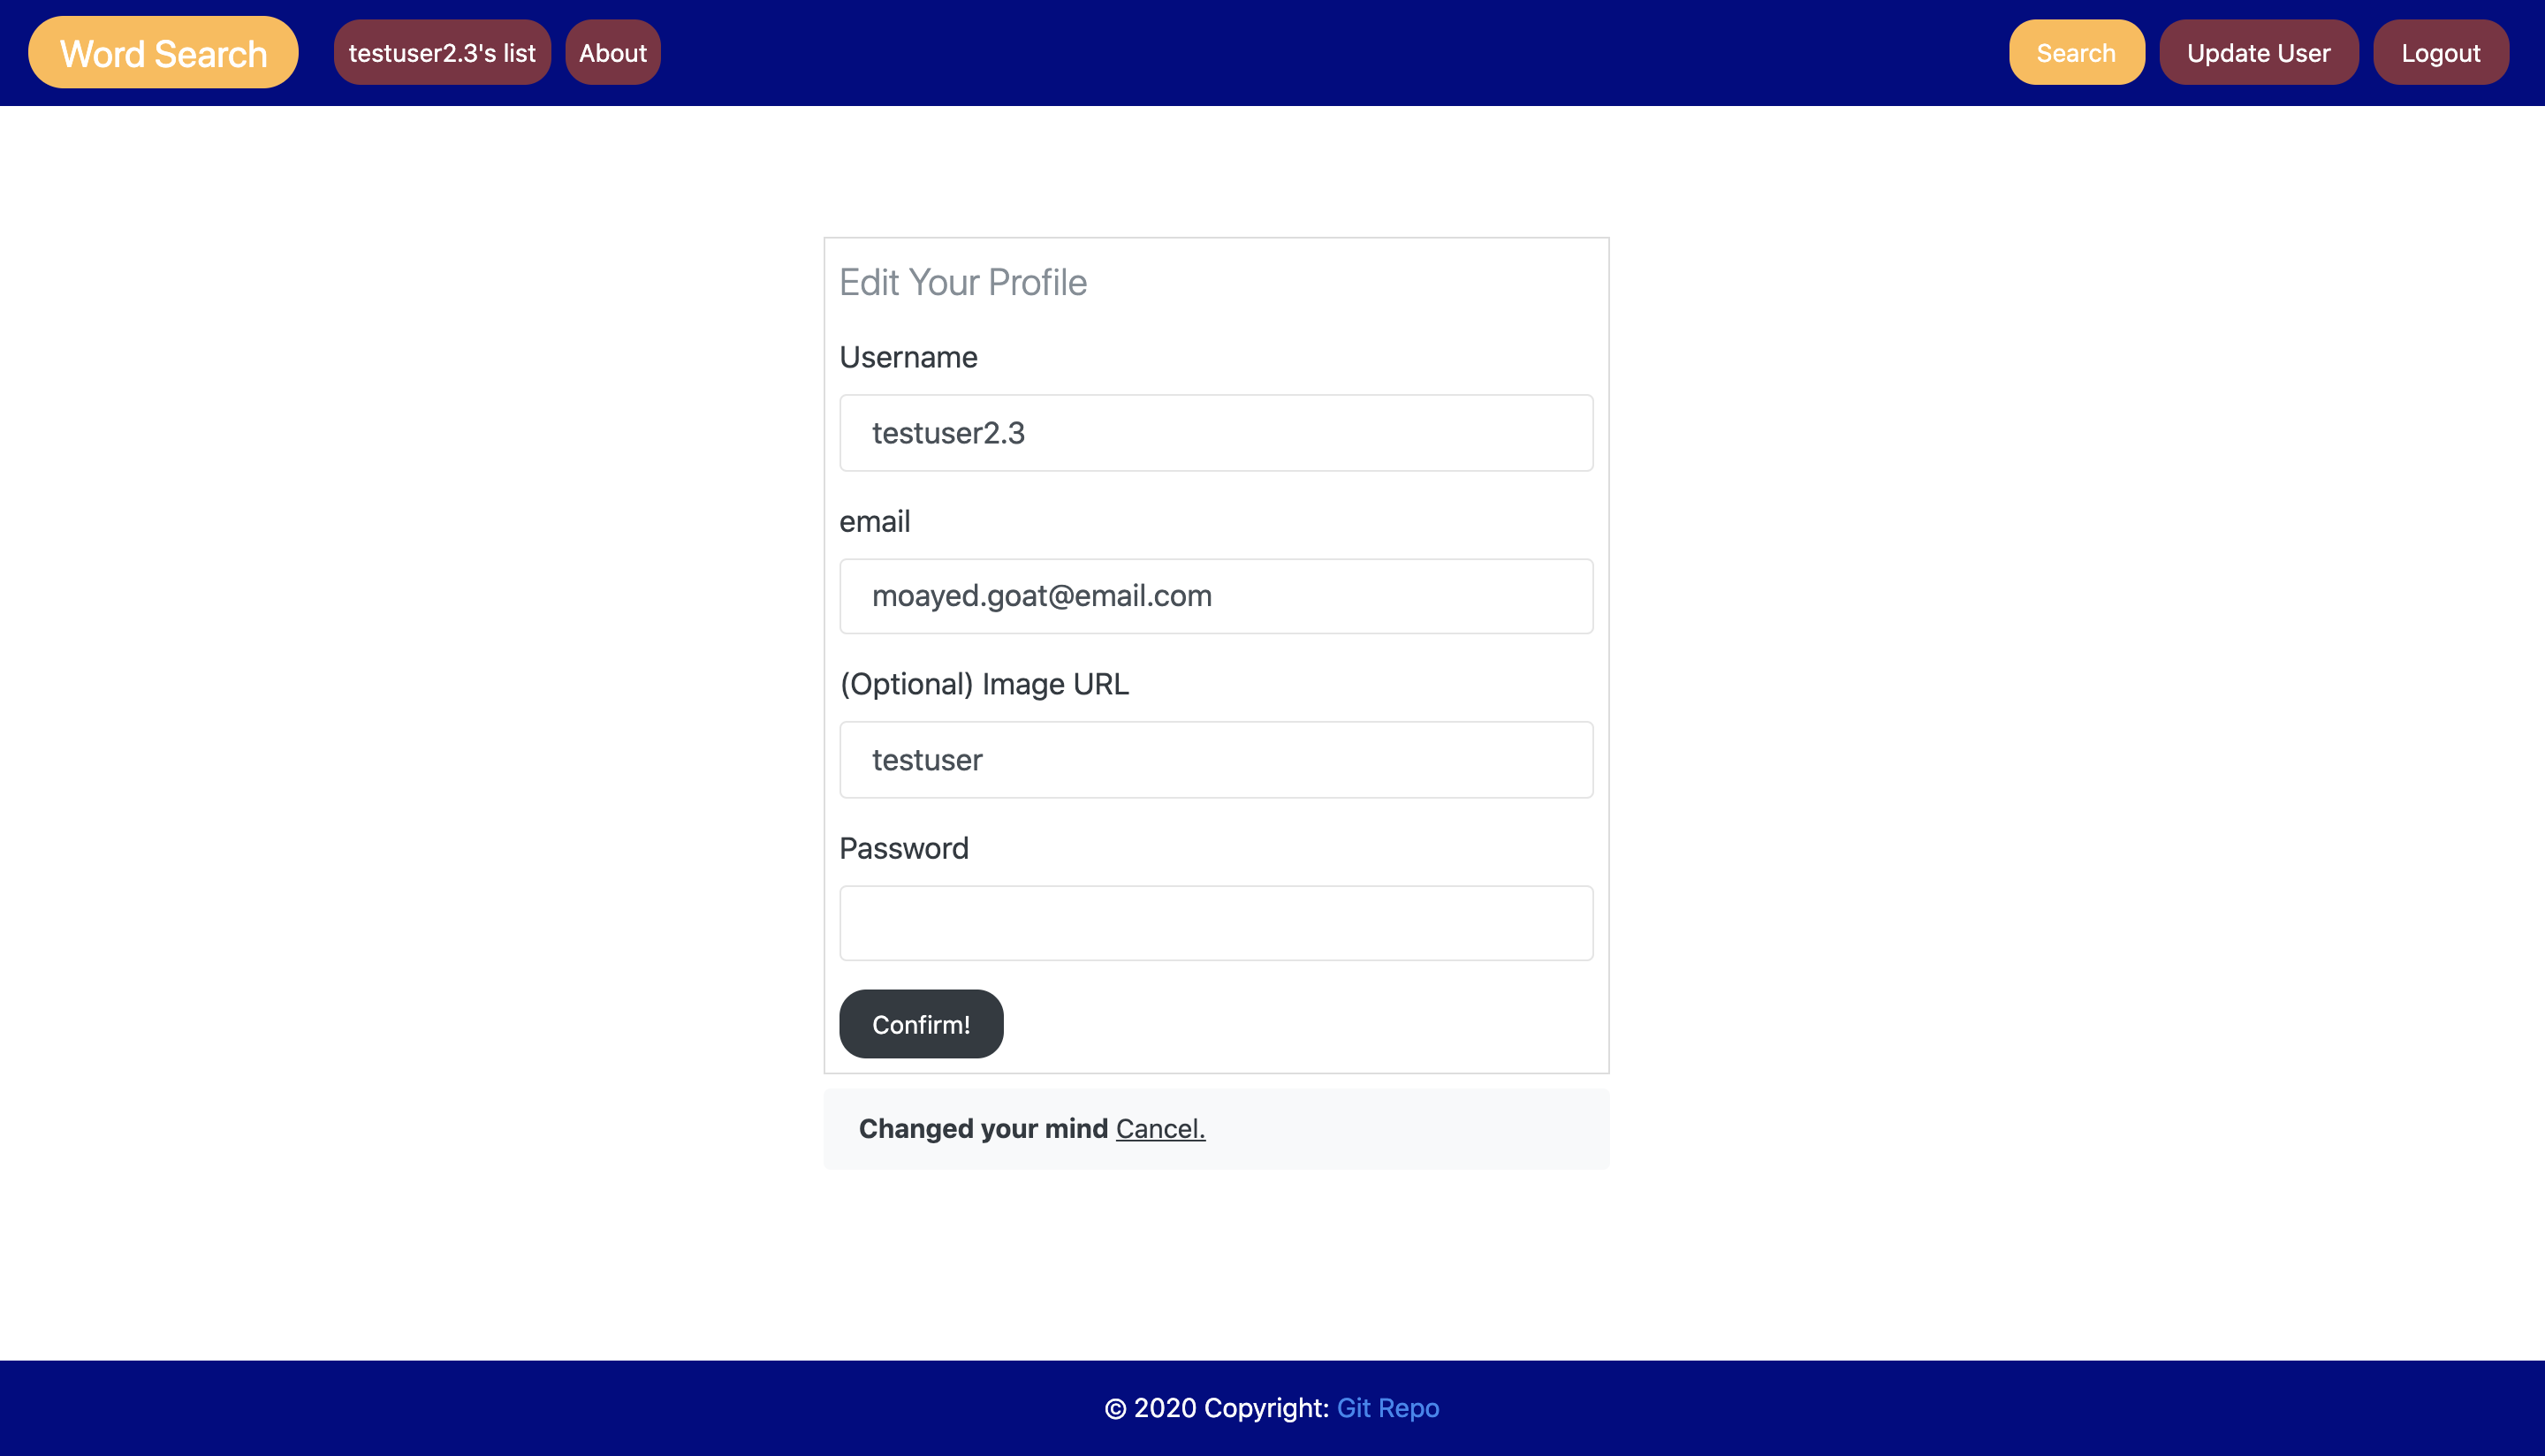 Word Search testuser2.3's list About Search Update User Logout
Edit Your Profile
Username
testuser2.3
email
moayed.goat@email.com
(Optional) Image URL
testuser
Password
Confirm!
Changed your mind Cancel.
© 2020 Copyright: Git Repo